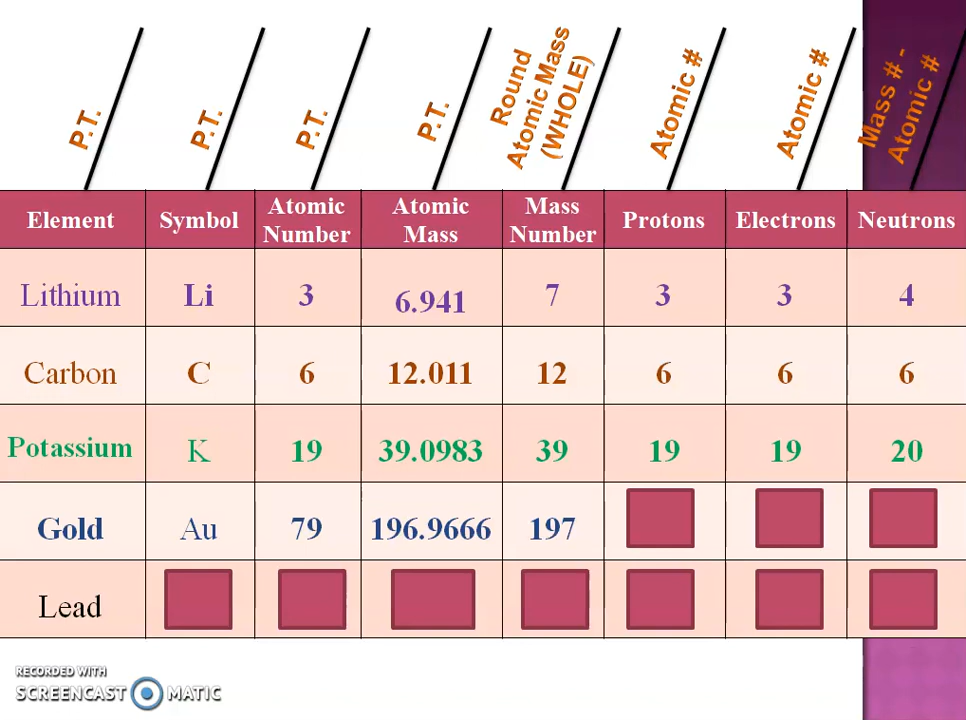 P.T.
P.T.
P.T.
P.T.
Round
Atomic Mass
(WHOLE)
Atomic #
Atomic #
Mass # -
Atomic #
Element Symbol Atomic Number Atomic Mass Mass Number Protons Electrons Neutrons
Lithium Li 3 6.941 7 3 3 4
Carbon C 6 12.011 12 6 6 6
Potassium K 19 39.0983 39 19 19 20
Gold Au 79 196.9666 197
Lead
RECORDED WITH
SCREENCAST MATIC